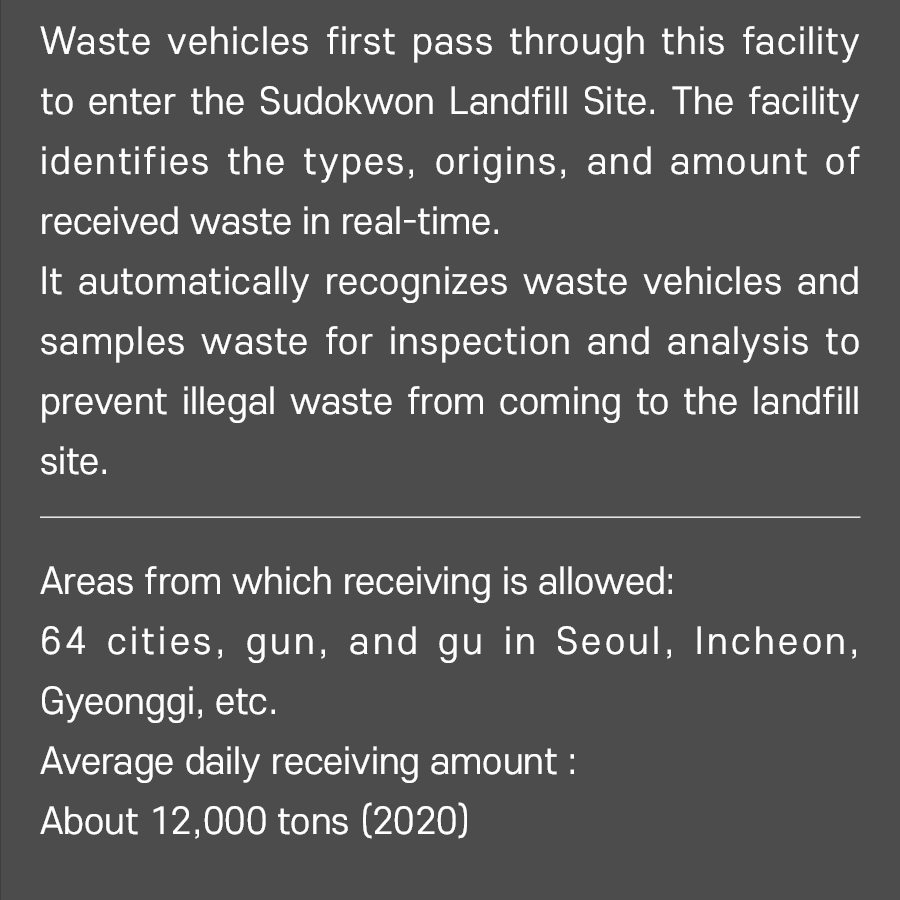 Waste vehicles first pass through this facility
to enter the Sudokwon Landfill Site. The facility
identifies the types, origins, and amount of
received waste in real-time.
It automatically recognizes waste vehicles and
samples waste for inspection and analysis to
prevent illegal waste from coming to the landfill
site.
Areas from which receiving is allowed:
64 cities, gun, and gu in Seoul, Incheon,
Gyeonggi, etc.
Average daily receiving amount :
About 12,000 tons (2020)